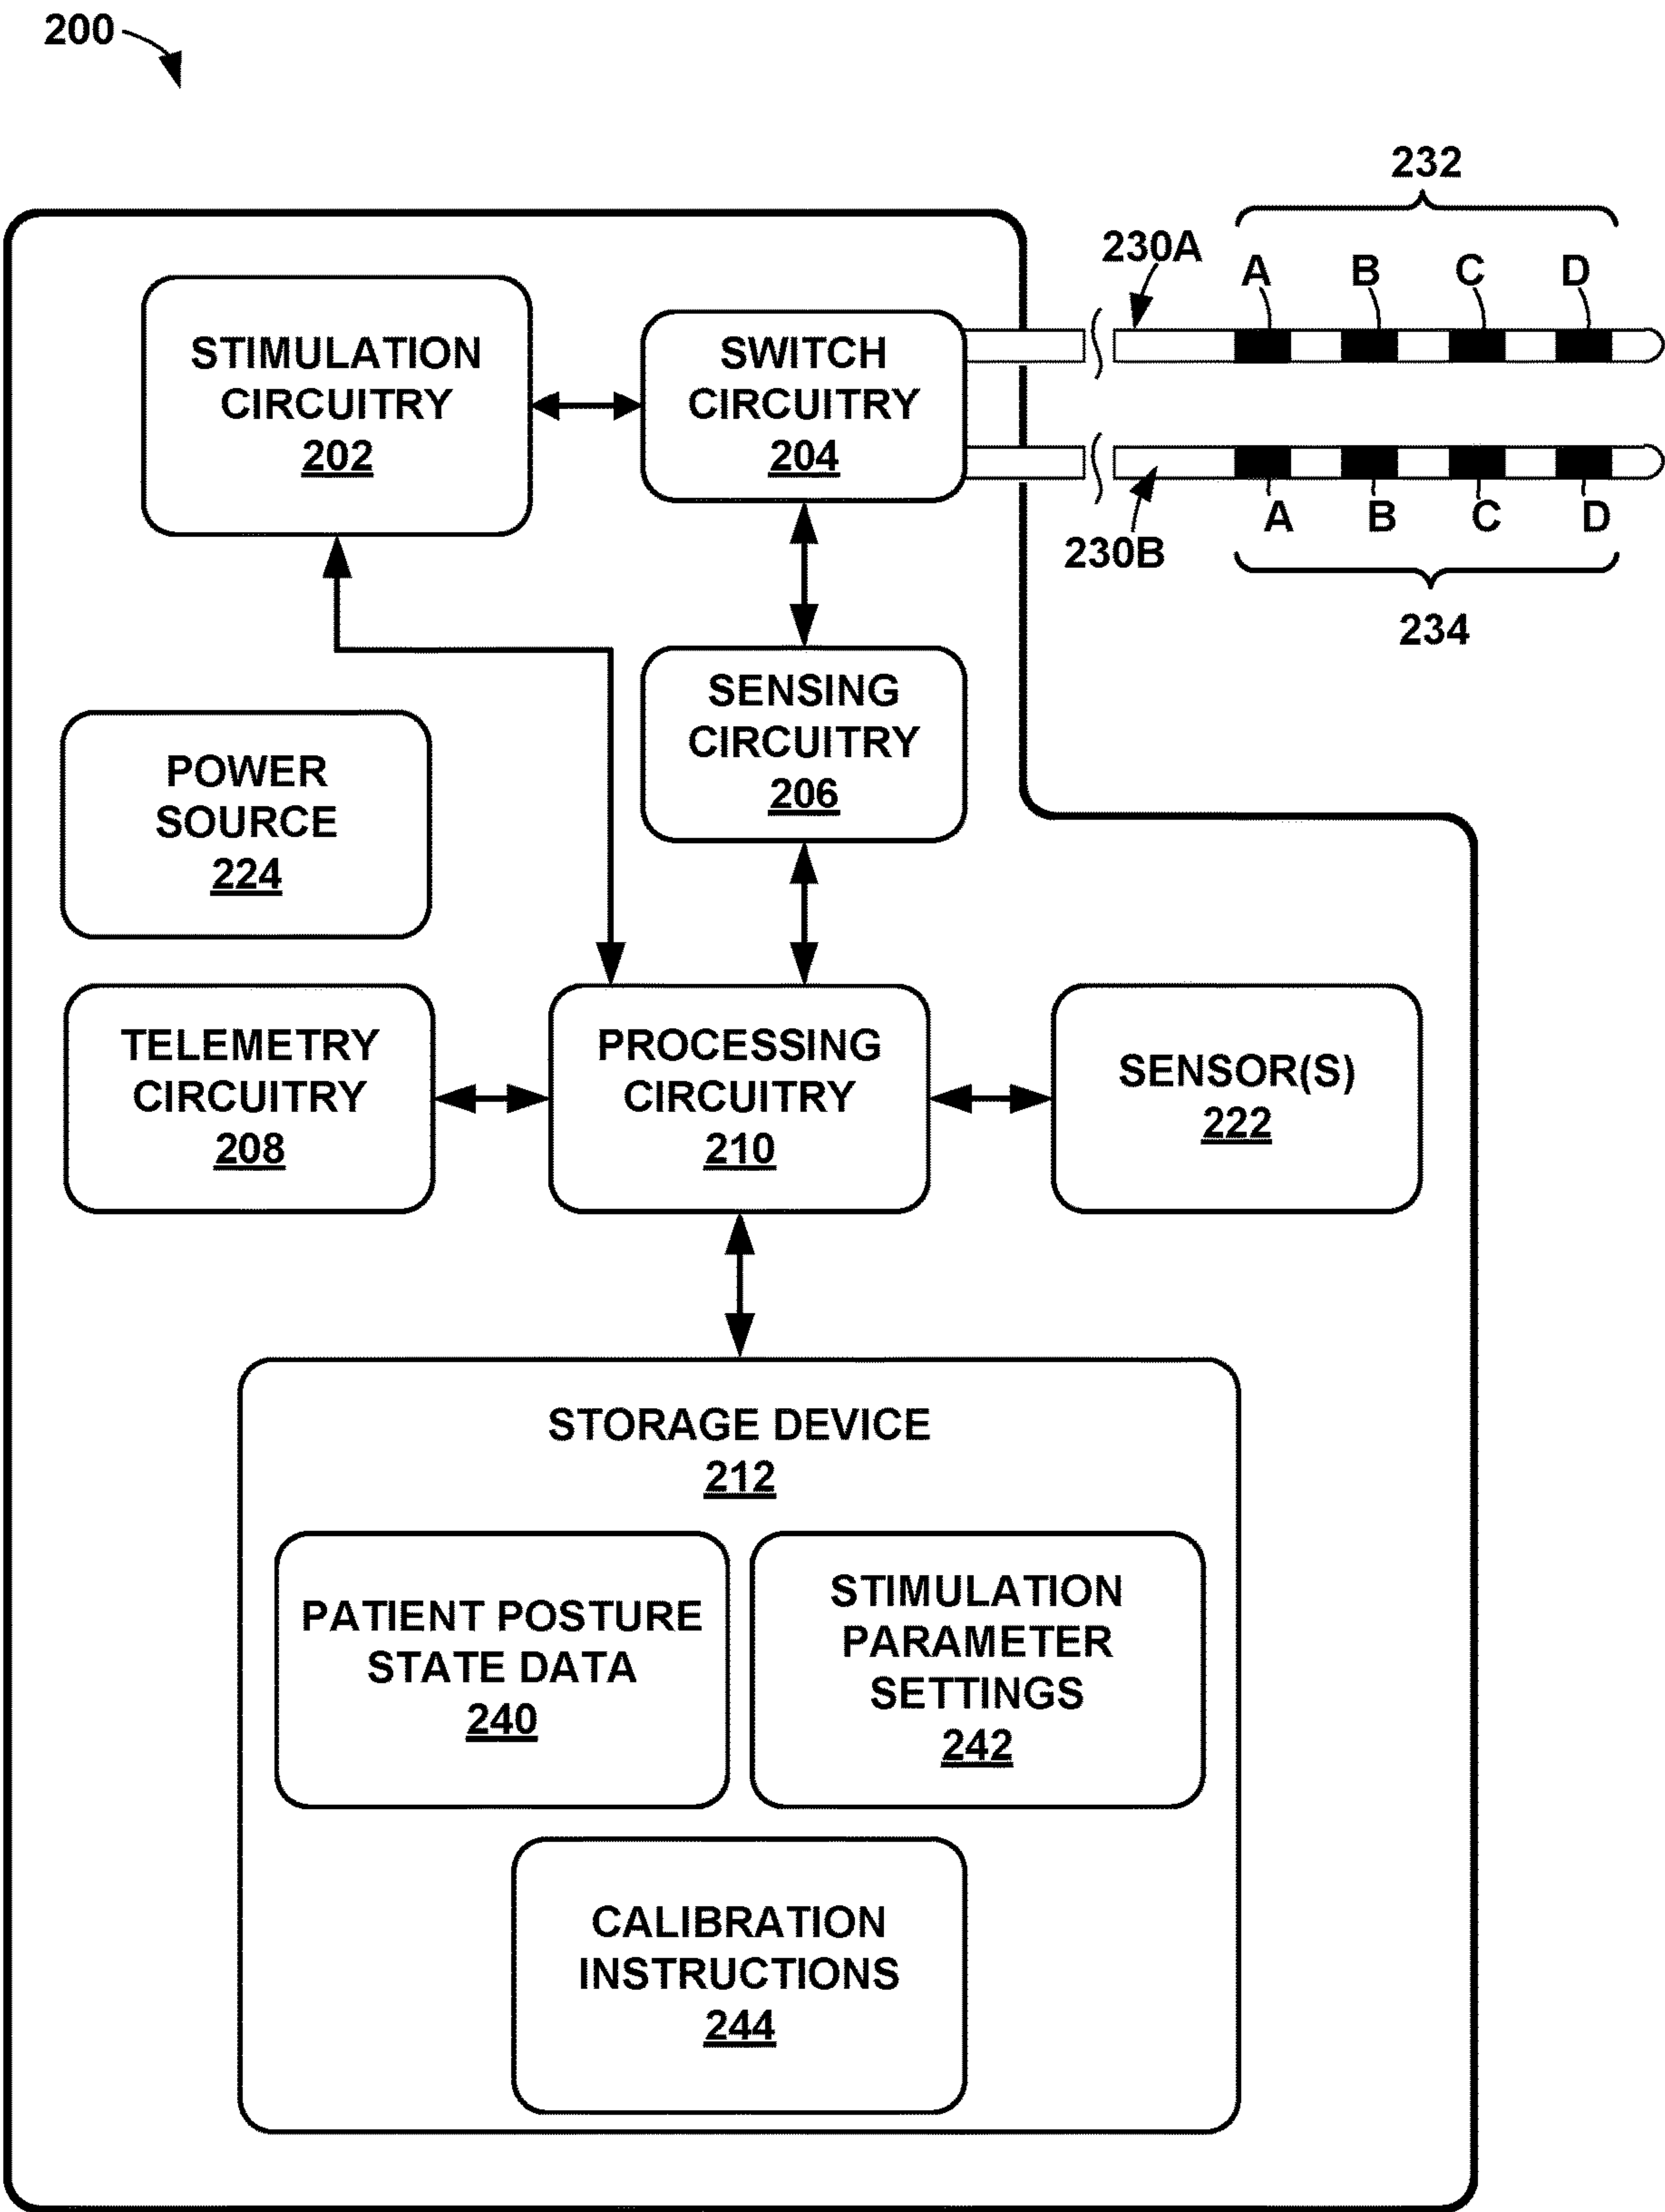 200
232
230A
A B C D
STIMULATION
CIRCUITRY
202
SWITCH
CIRCUITRY
204
A B C D
230B
234
SENSING
CIRCUITRY
206
POWER
SOURCE
224
TELEMETRY
CIRCUITRY
208
PROCESSING
CIRCUITRY
210
SENSOR(S)
222
STORAGE DEVICE
212
PATIENT POSTURE
STATE DATA
240
STIMULATION
PARAMETER
SETTINGS
242
CALIBRATION
INSTRUCTIONS
244